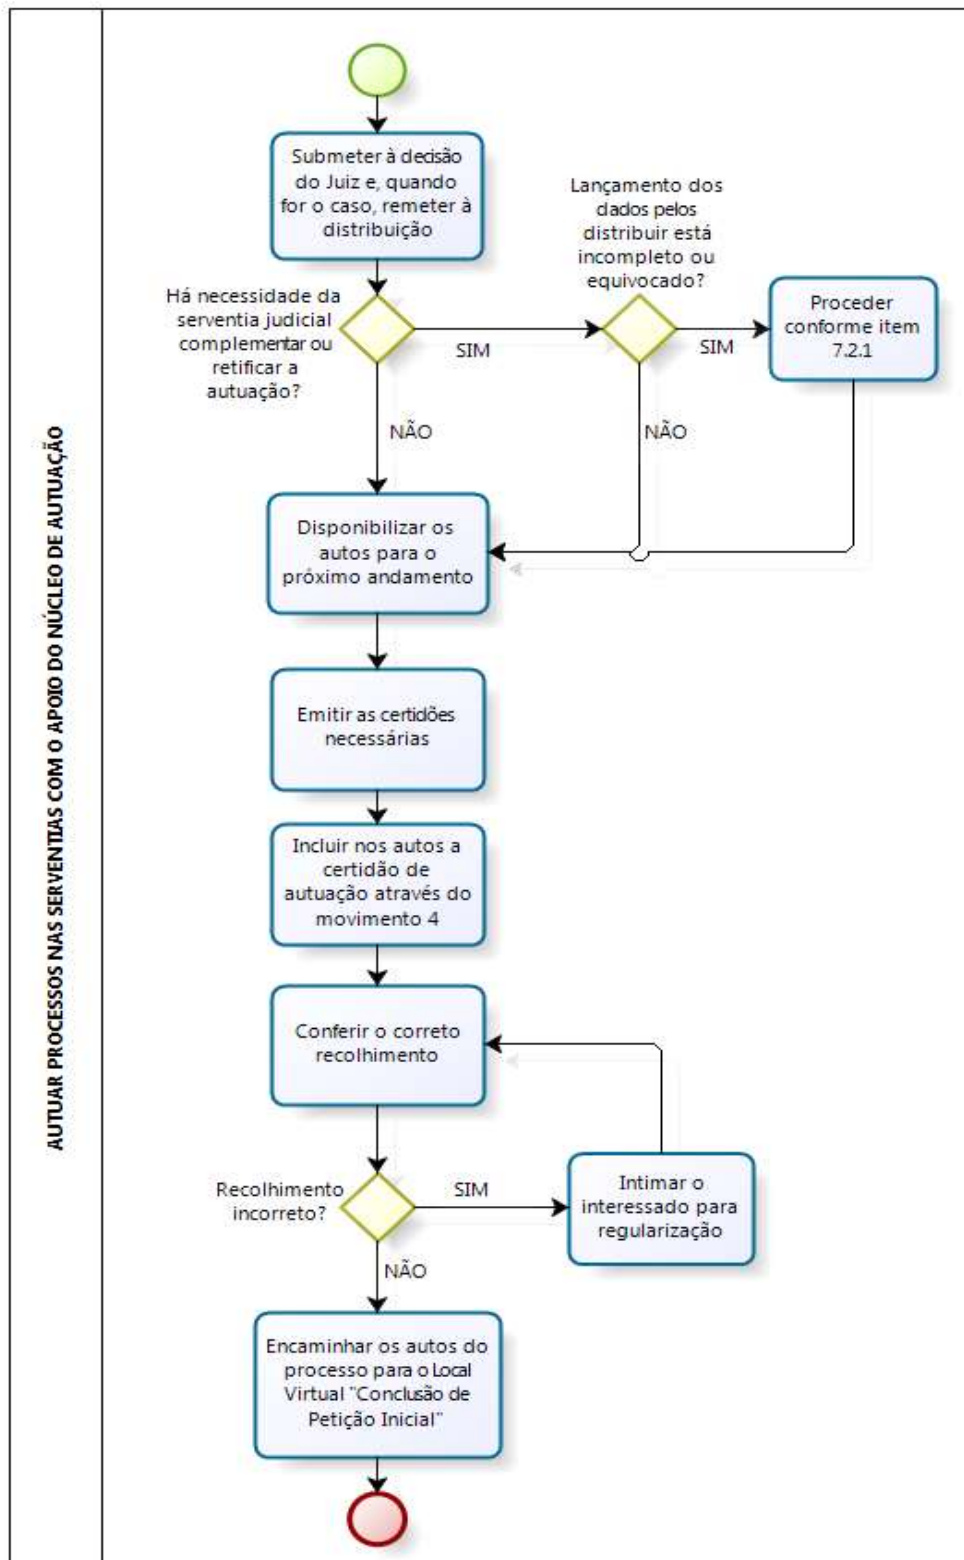 AUTUAR PROCESSOS NAS SERVENTIAS COM O APOIO DO NÚCLEO DE AUTUAÇÃO
Submeter à decisão
do Juiz e, quando
for o caso, remeter à
distribuição
Há necessidade da
serventia judicial
complementar ou
retificar a
autuação?
SIM
Lançamento dos
dados pelos
distribuir está
incompleto ou
equivocado?
SIM
Proceder
conforme item
7.2.1
NÃO
NÃO
Disponibilizar os
autos para o
próximo andamento
Emitir as certidões
necessárias
Incluir nos autos a
certidão de
autuação através do
movimento 4
Conferir o correto
recolhimento
Recolhimento
incorreto?
SIM
Intimar o
interessado para
regularização
NÃO
Encaminhar os autos do
processo para o Local
Virtual "Conclusão de
Petição Inicial"